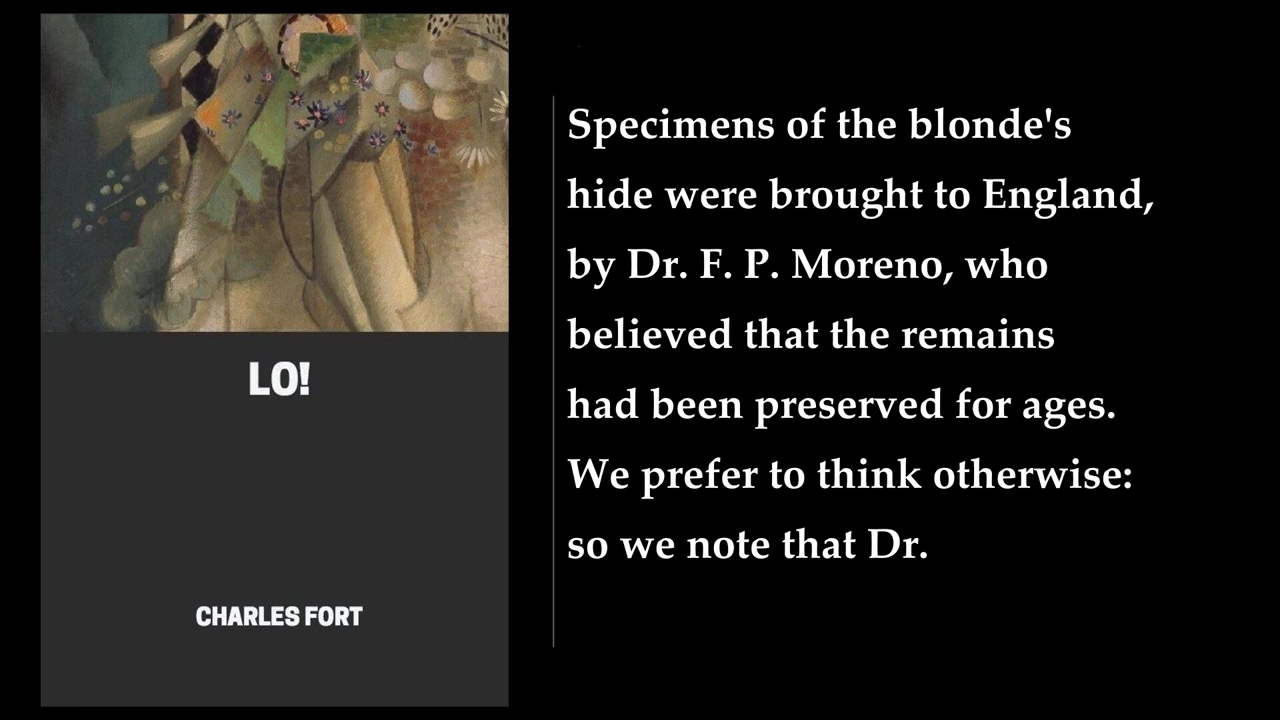 LO!
CHARLES FORT
Specimens of the blonde's
hide were brought to England,
by Dr. F. P. Moreno, who
believed that the remains
had been preserved for ages.
We prefer to think otherwise:
so we note that Dr.